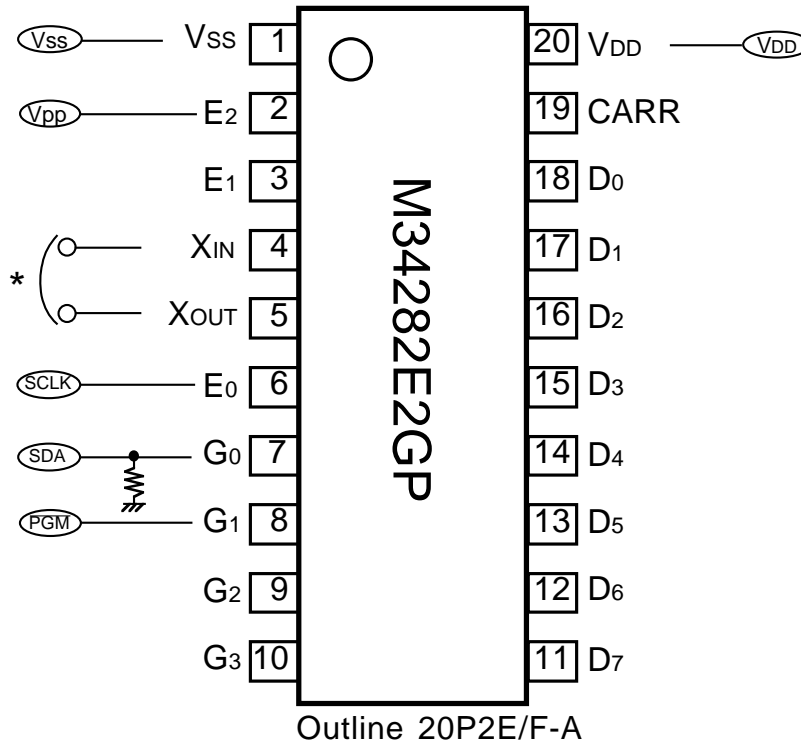 Vss VSS 1 20 VDD VDD
Vpp E2 2 19 CARR
E1 3 18 D0
XIN 4 17 D1
*
XOUT 5 16 D2
SCLK E0 6 15 D3
SDA G0 7 14 D4
PGM G1 8 13 D5
G2 9 12 D6
G3 10 11 D7
M34282E2GP
Outline 20P2E/F-A